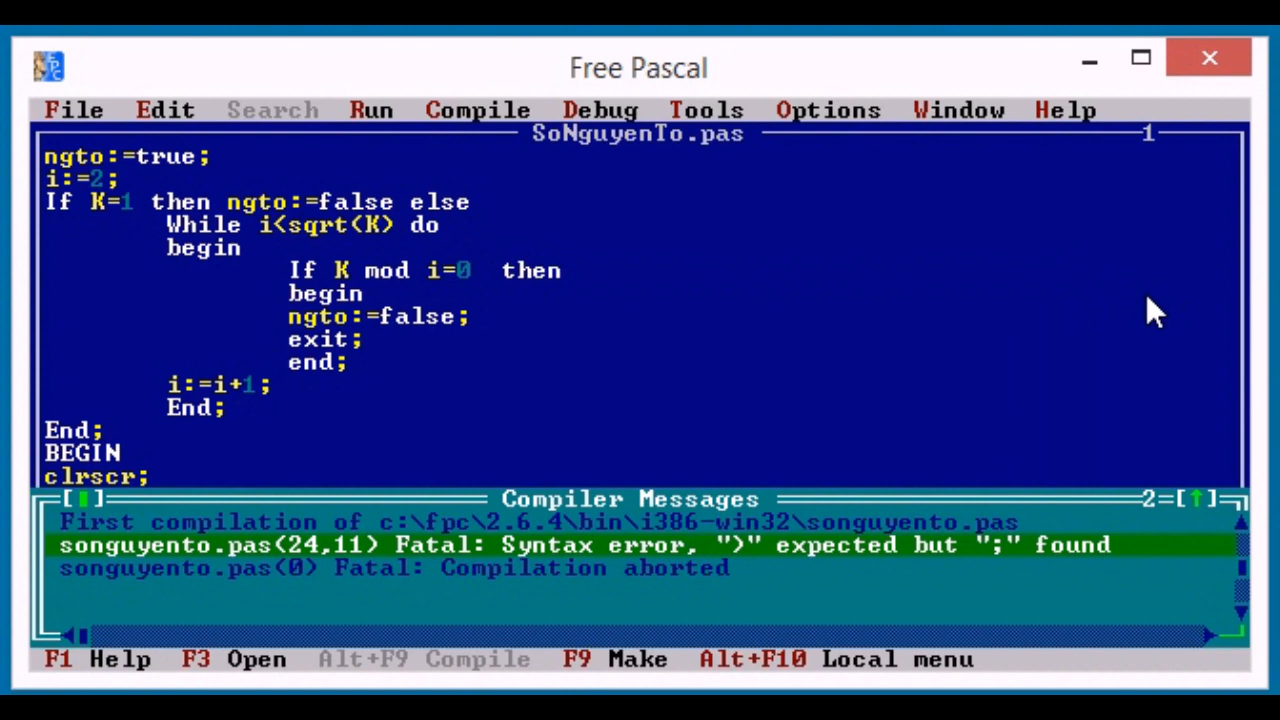 Free Pascal
File Edit Search Run Compile Debug Tools Options Window Help
SoNguyenTo.pas 1
ngto:=true;
i:=2;
If K=1 then ngto:=false else
While i<sqrt(K) do
begin
If K mod i=0 then
begin
ngto:=false;
exit;
end;
i:=i+1;
End;
End;
BEGIN
clrscr;
[▮] Compiler Messages 2=[↑]
First compilation of c:\fpc\2.6.4\bin\i386-win32\songuyento.pas
songuyento.pas(24,11) Fatal: Syntax error, ")" expected but ";" found
songuyento.pas(0) Fatal: Compilation aborted
F1 Help F3 Open Alt+F9 Compile F9 Make Alt+F10 Local menu